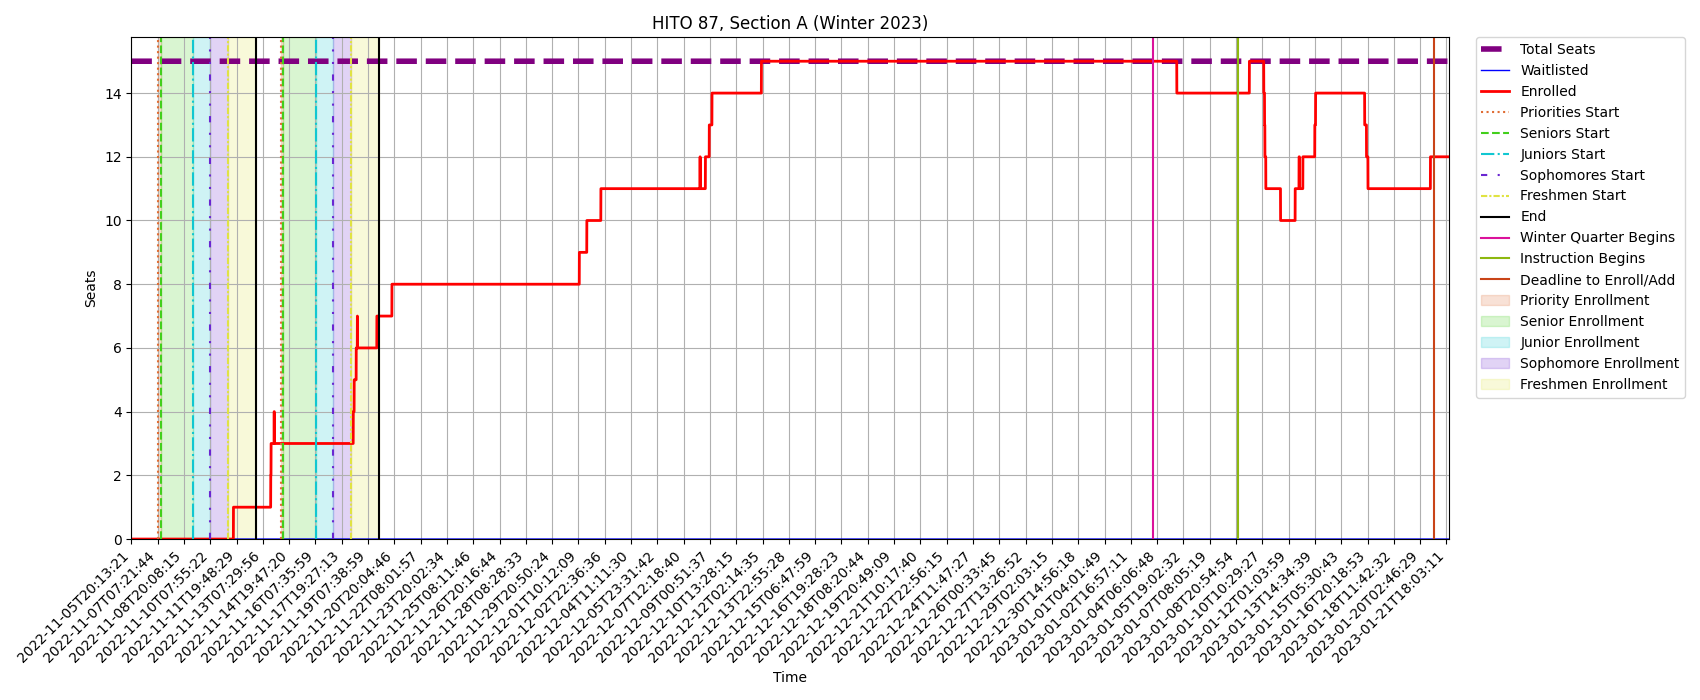 HITO 87, Section A (Winter 2023)
Seats
14
12
10
8
6
4
2
0
2022-11-05T20:13:21
2022-11-07T07:21:44
2022-11-08T20:08:15
2022-11-10T07:55:22
2022-11-11T19:48:29
2022-11-13T07:29:56
2022-11-14T19:47:20
2022-11-16T07:35:59
2022-11-17T19:27:13
2022-11-19T07:38:59
2022-11-20T20:04:46
2022-11-22T08:01:57
2022-11-23T20:02:34
2022-11-25T08:11:46
2022-11-26T20:16:44
2022-11-28T08:28:33
2022-11-29T20:50:24
2022-12-01T10:12:09
2022-12-02T22:36:36
2022-12-04T11:11:30
2022-12-05T23:31:42
2022-12-07T12:18:40
2022-12-09T00:51:37
2022-12-10T13:28:15
2022-12-12T02:14:35
2022-12-13T22:55:28
2022-12-15T06:47:59
2022-12-16T19:28:23
2022-12-18T08:20:44
2022-12-19T20:49:09
2022-12-21T10:17:40
2022-12-22T22:56:15
2022-12-24T11:47:27
2022-12-26T00:33:45
2022-12-27T13:26:52
2022-12-29T02:03:15
2022-12-30T14:56:18
2023-01-01T04:01:49
2023-01-02T16:57:11
2023-01-04T06:06:48
2023-01-05T19:02:32
2023-01-07T08:05:19
2023-01-08T20:54:54
2023-01-10T10:29:27
2023-01-12T01:03:59
2023-01-13T14:34:39
2023-01-15T05:30:43
2023-01-16T20:18:53
2023-01-18T11:42:32
2023-01-20T02:46:29
2023-01-21T18:03:11
Time
Total Seats
Waitlisted
Enrolled
Priorities Start
Seniors Start
Juniors Start
Sophomores Start
Freshmen Start
End
Winter Quarter Begins
Instruction Begins
Deadline to Enroll/Add
Priority Enrollment
Senior Enrollment
Junior Enrollment
Sophomore Enrollment
Freshmen Enrollment